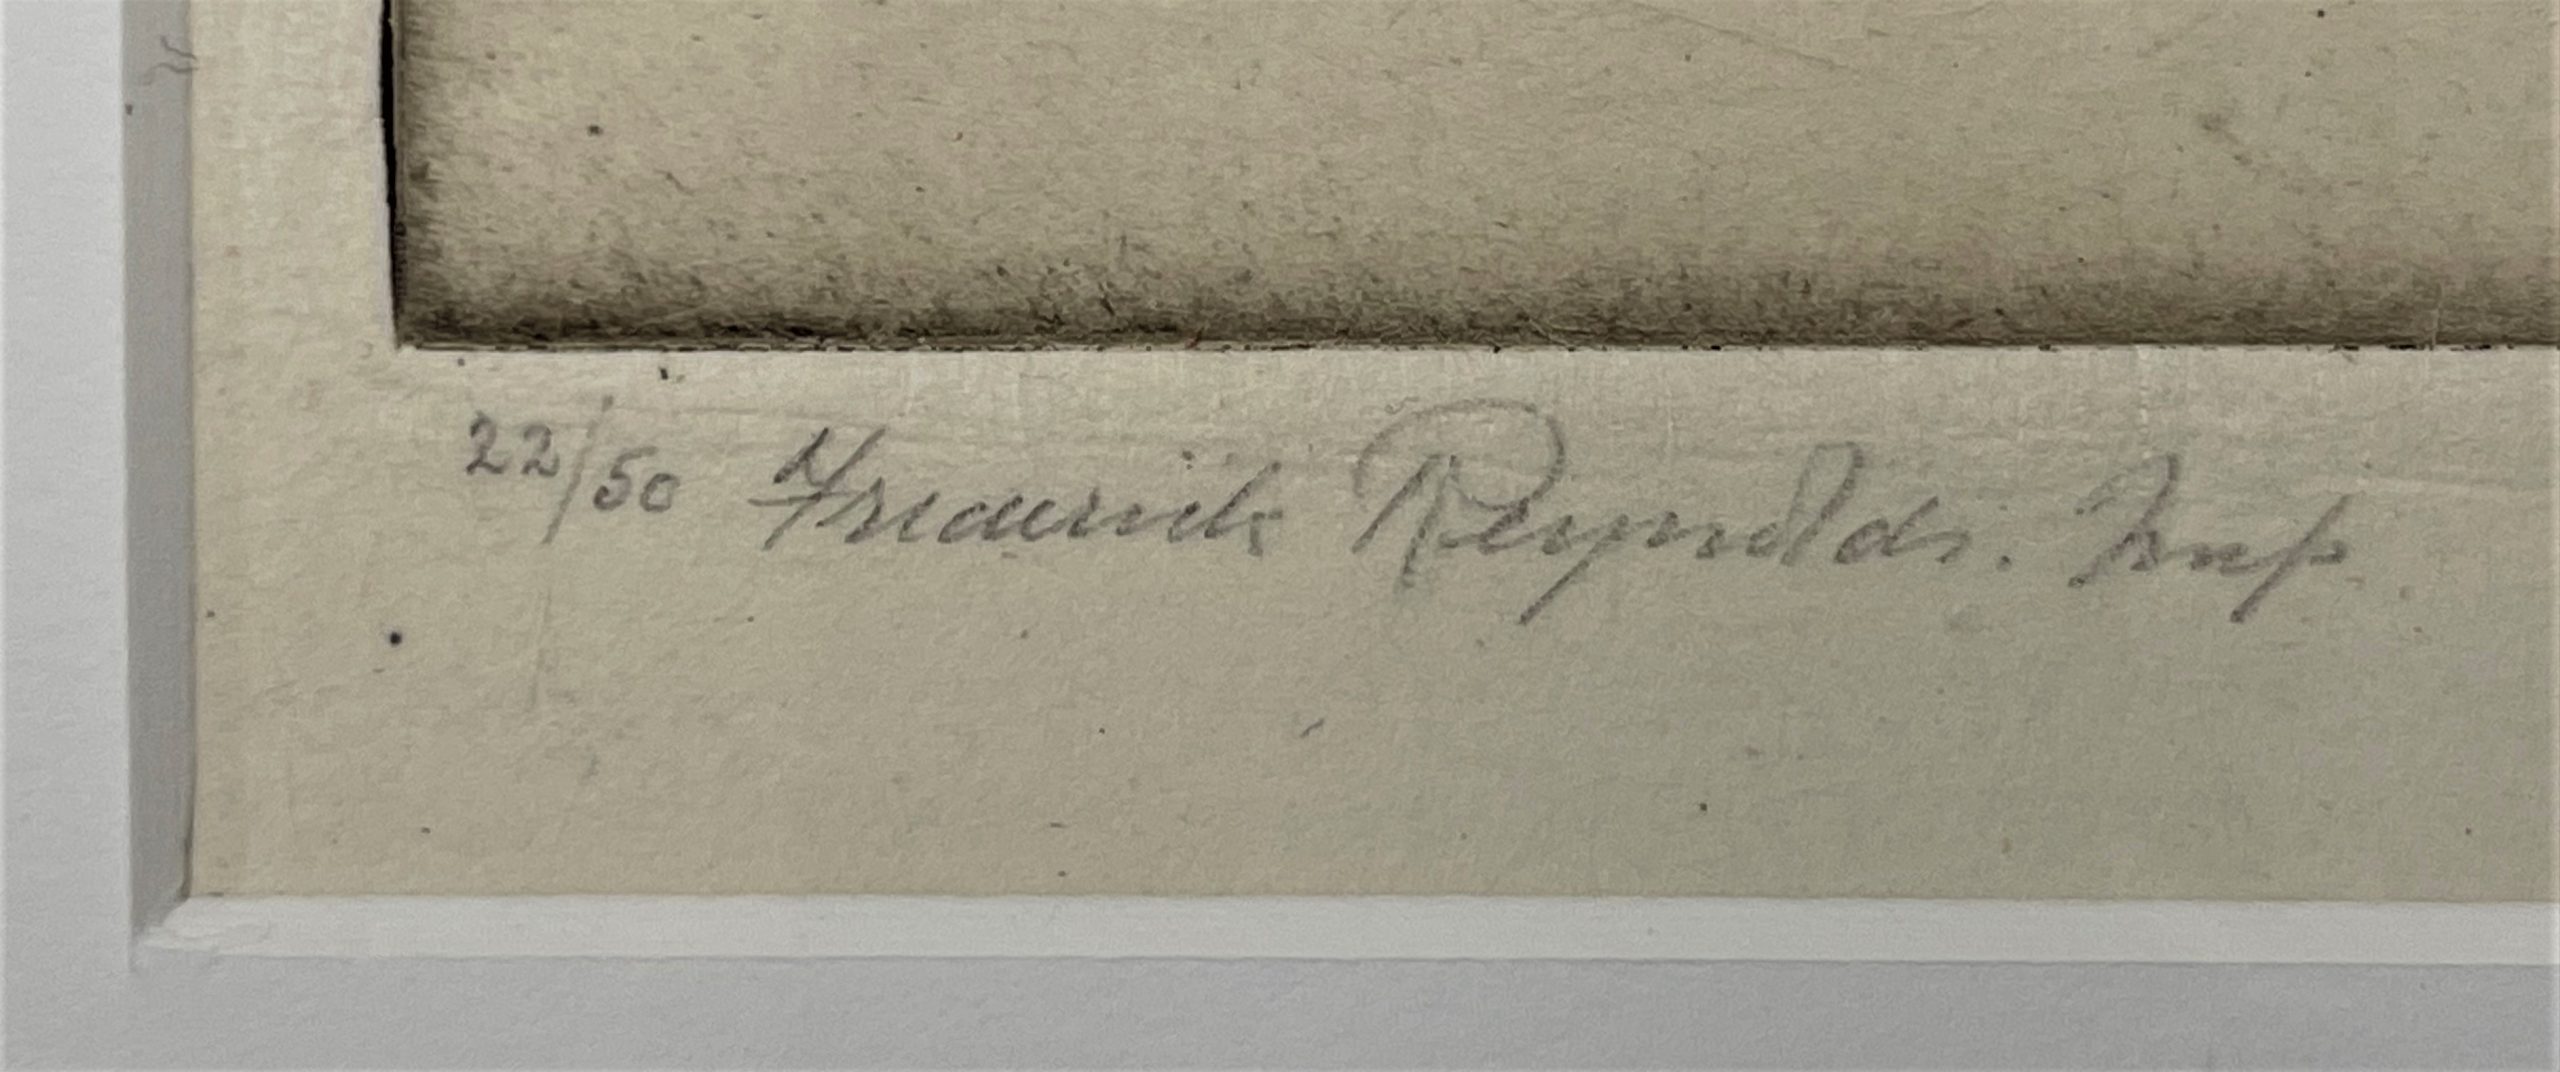 22/50 Frederick Reynolds. Imp